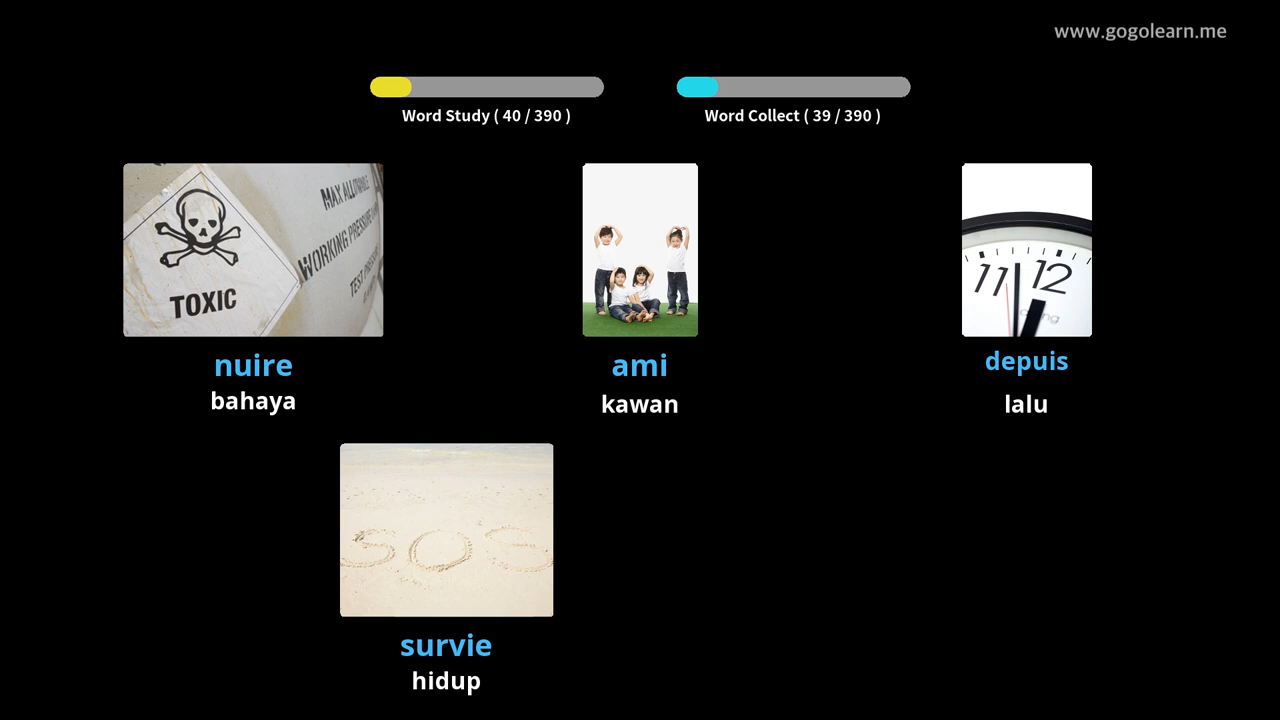 www.gogolearn.me
Word Study ( 40 / 390 )
Word Collect ( 39 / 390 )
TOXIC
MAX ALLOWABLE
WORKING PRESSURE
TEST
11 12
nuire
bahaya
ami
kawan
depuis
lalu
SOS
survie
hidup